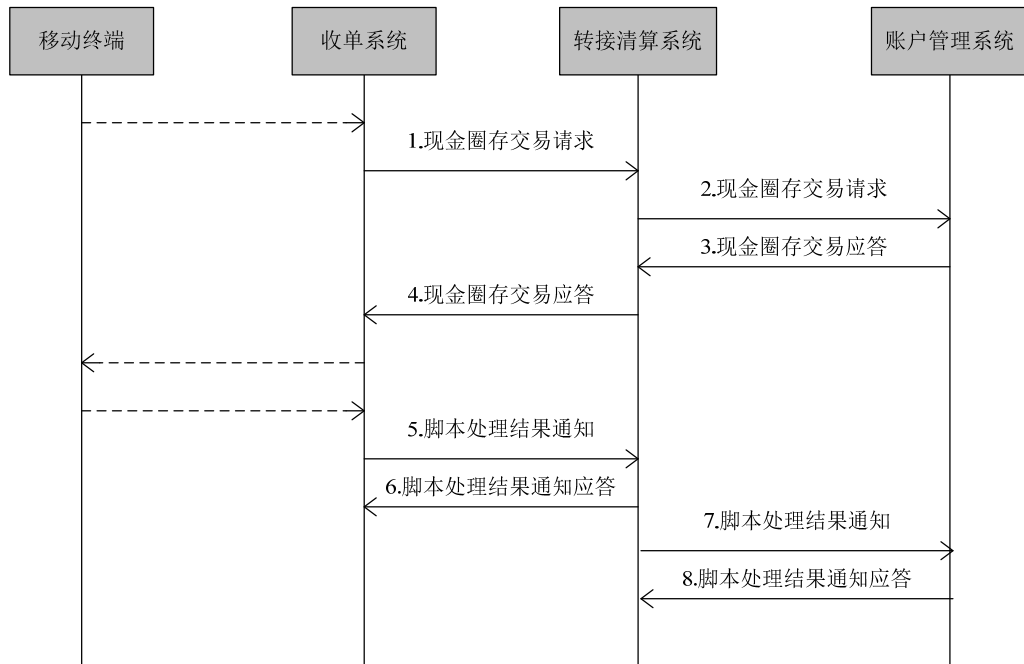 移动终端
收单系统
转接清算系统
账户管理系统
1.现金圈存交易请求
2.现金圈存交易请求
3.现金圈存交易应答
4.现金圈存交易应答
5.脚本处理结果通知
6.脚本处理结果通知应答
7.脚本处理结果通知
8.脚本处理结果通知应答